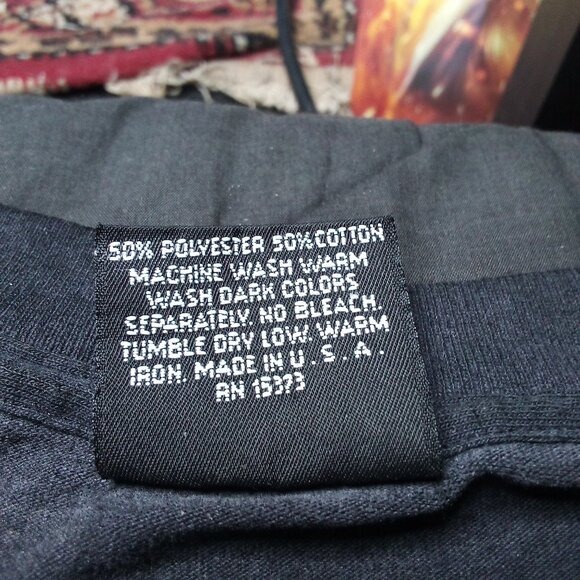 50% POLYESTER 50% COTTON
MACHINE WASH WARM
WASH DARK COLORS
SEPARATELY. NO BLEACH.
TUMBLE DRY LOW. WARM
IRON. MADE IN U.S.A.
RN 15373